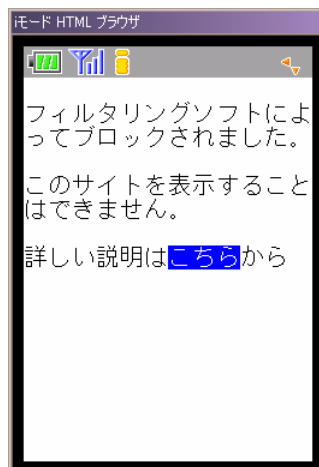 iモード HTML ブラウザ
フィルタリングソフトによ
ってブロックされました。
このサイトを表示すること
はできません。
詳しい説明はこちらから